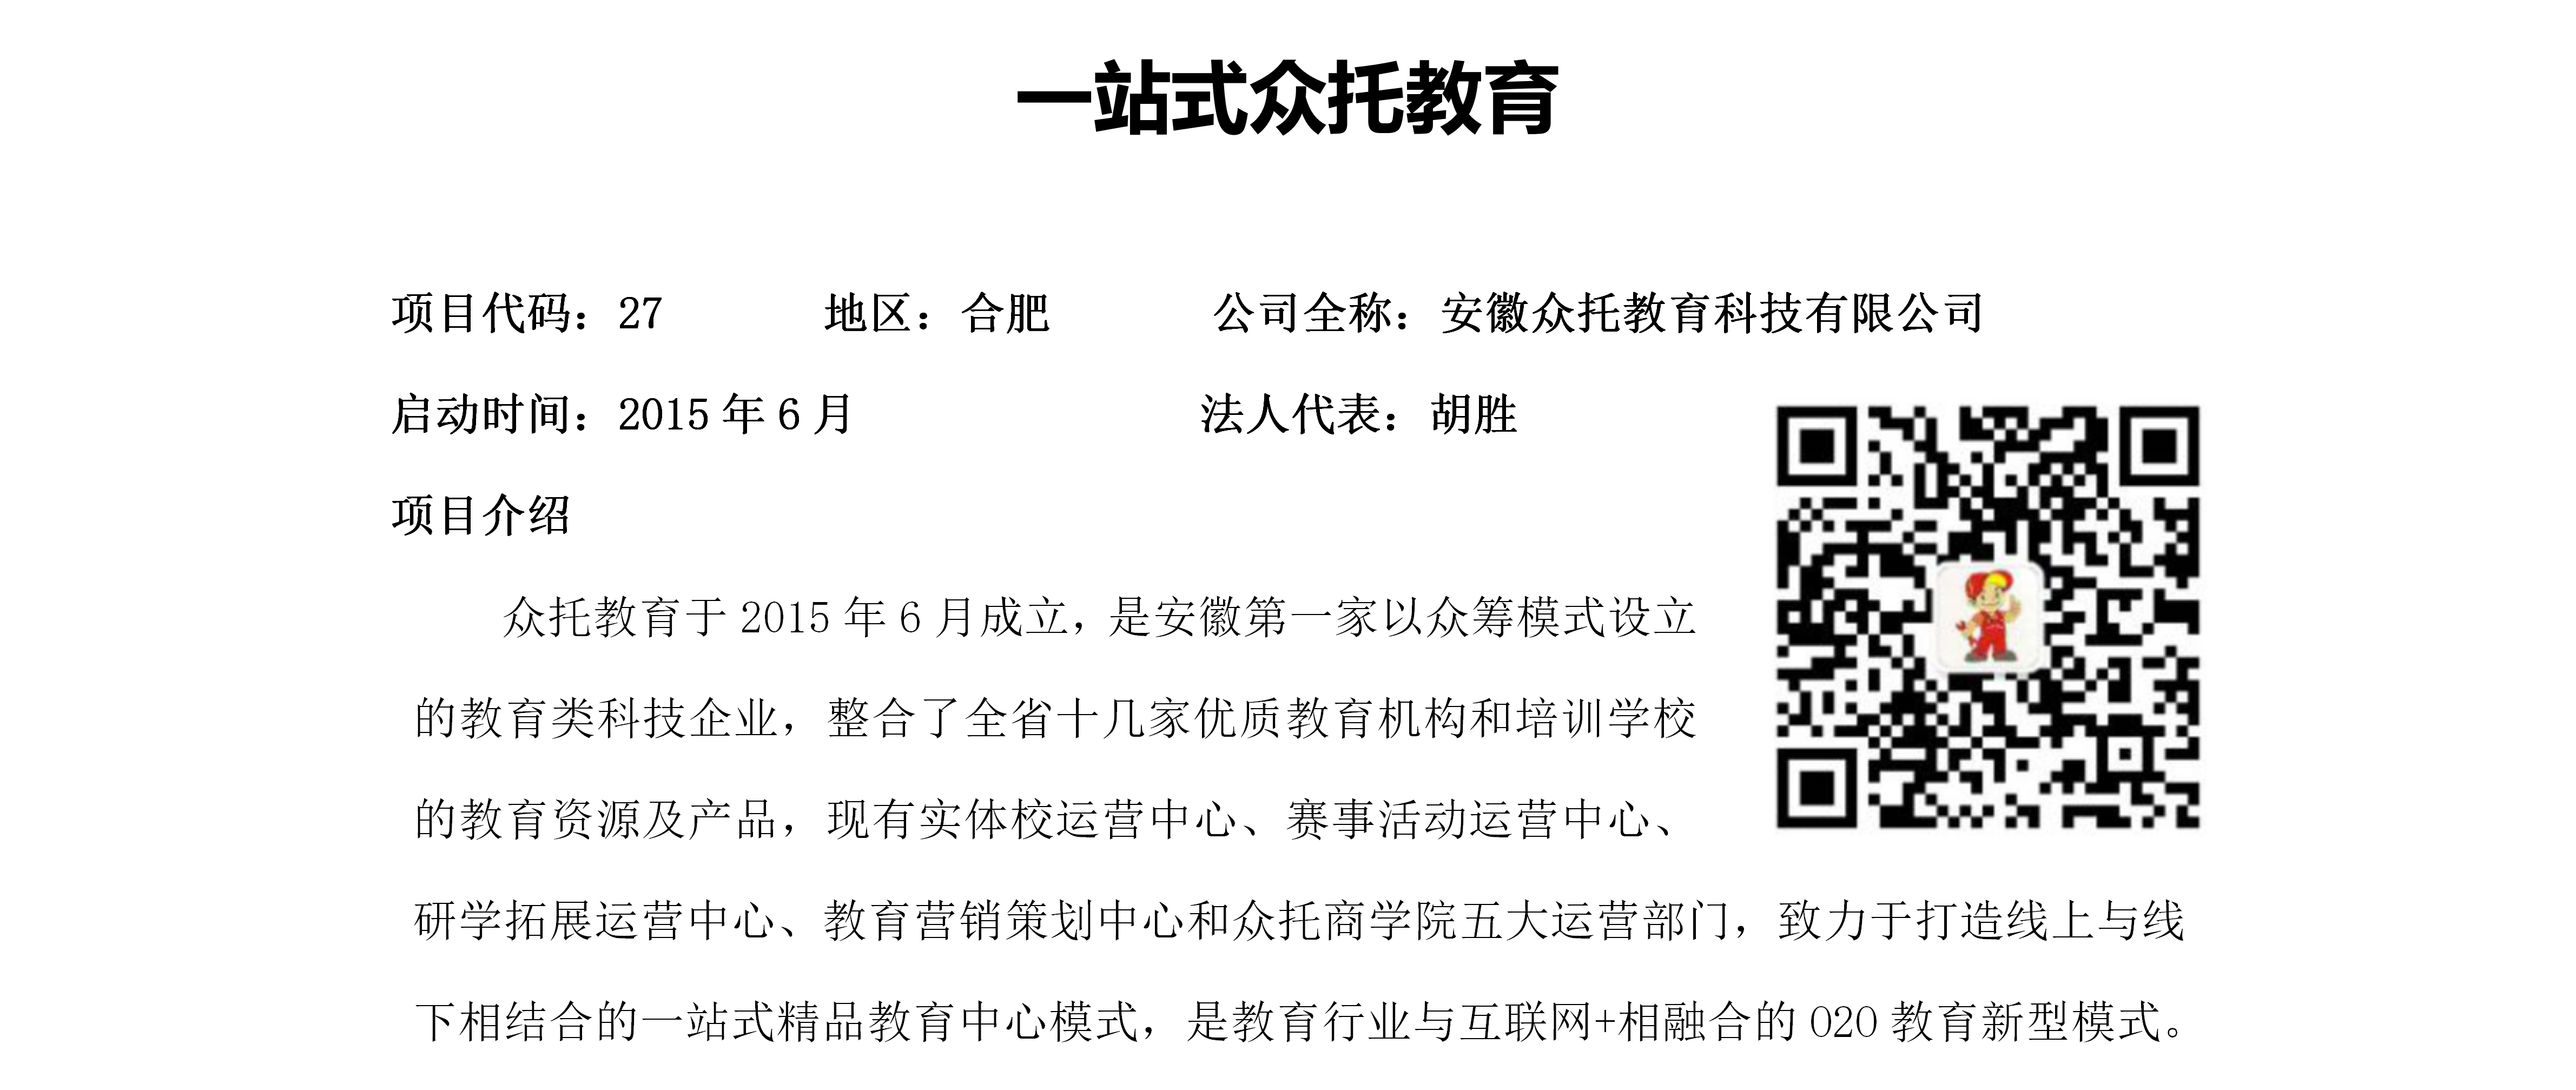 一站式众托教育
项目代码：27 地区：合肥 公司全称：安徽众托教育科技有限公司
启动时间：2015 年 6 月 法人代表：胡胜
项目介绍
众托教育于 2015 年 6 月成立，是安徽第一家以众筹模式设立
的教育类科技企业，整合了全省十几家优质教育机构和培训学校
的教育资源及产品，现有实体校运营中心、赛事活动运营中心、
研学拓展运营中心、教育营销策划中心和众托商学院五大运营部门，致力于打造线上与线
下相结合的一站式精品教育中心模式，是教育行业与互联网+相融合的 O2O 教育新型模式。